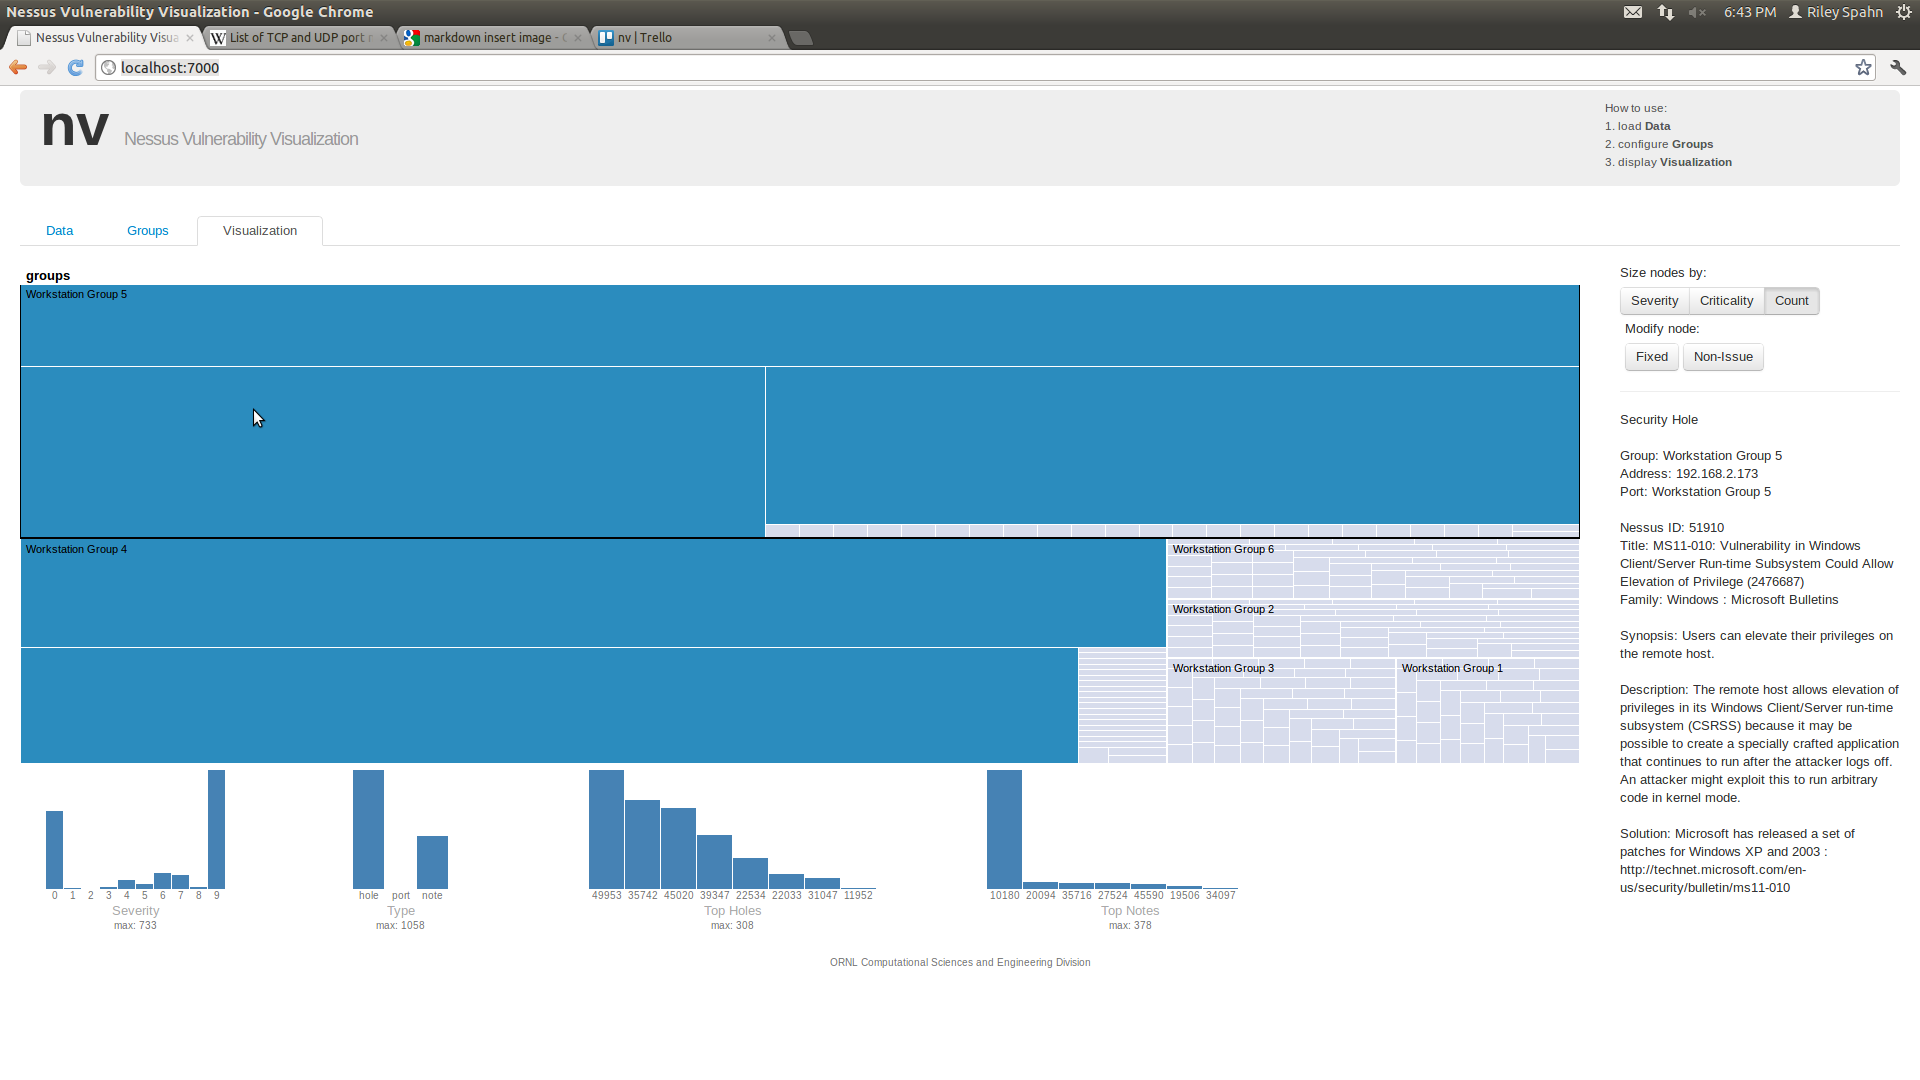 Nessus Vulnerability Visualization - Google Chrome
6:43 PM Riley Spahn
Nessus Vulnerability Visua
List of TCP and UDP port
markdown insert image -
nv | Trello
localhost:7000
nv Nessus Vulnerability Visualization
How to use:
1. load Data
2. configure Groups
3. display Visualization
Data
Groups
Visualization
groups
Workstation Group 5
Workstation Group 4
Workstation Group 6
Workstation Group 2
Workstation Group 3
Workstation Group 1
Size nodes by:
Severity Criticality Count
Modify node:
Fixed Non-Issue
Security Hole
Group: Workstation Group 5
Address: 192.168.2.173
Port: Workstation Group 5
Nessus ID: 51910
Title: MS11-010: Vulnerability in Windows
Client/Server Run-time Subsystem Could Allow
Elevation of Privilege (2476687)
Family: Windows : Microsoft Bulletins
Synopsis: Users can elevate their privileges on
the remote host.
Description: The remote host allows elevation of
privileges in its Windows Client/Server run-time
subsystem (CSRSS) because it may be
possible to create a specially crafted application
that continues to run after the attacker logs off.
An attacker might exploit this to run arbitrary
code in kernel mode.
Solution: Microsoft has released a set of
patches for Windows XP and 2003 :
http://technet.microsoft.com/en-
us/security/bulletin/ms11-010
0 1 2 3 4 5 6 7 8 9
Severity
max: 733
hole port note
Type
max: 1058
49953 35742 45020 39347 22534 22033 31047 11952
Top Holes
max: 308
10180 20094 35716 27524 45590 19506 34097
Top Notes
max: 378
ORNL Computational Sciences and Engineering Division